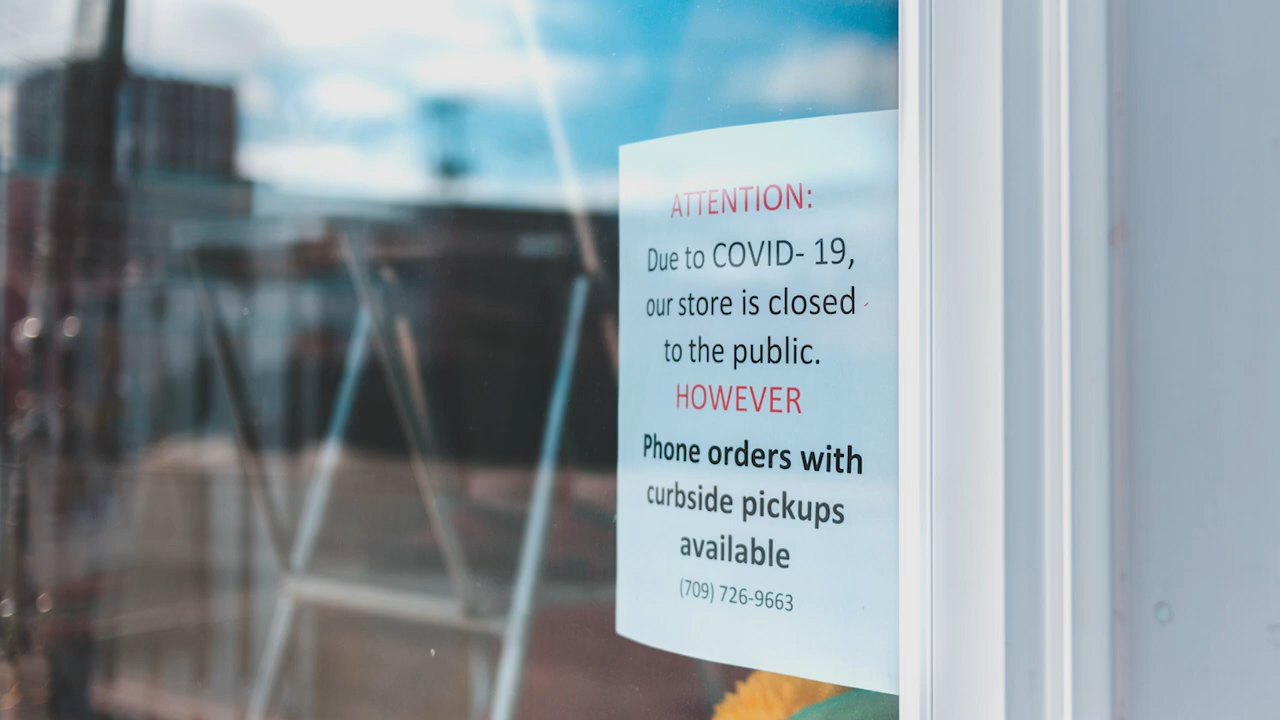 ATTENTION:
Due to COVID- 19,
our store is closed
to the public.
HOWEVER
Phone orders with
curbside pickups
available
(709) 726-9663